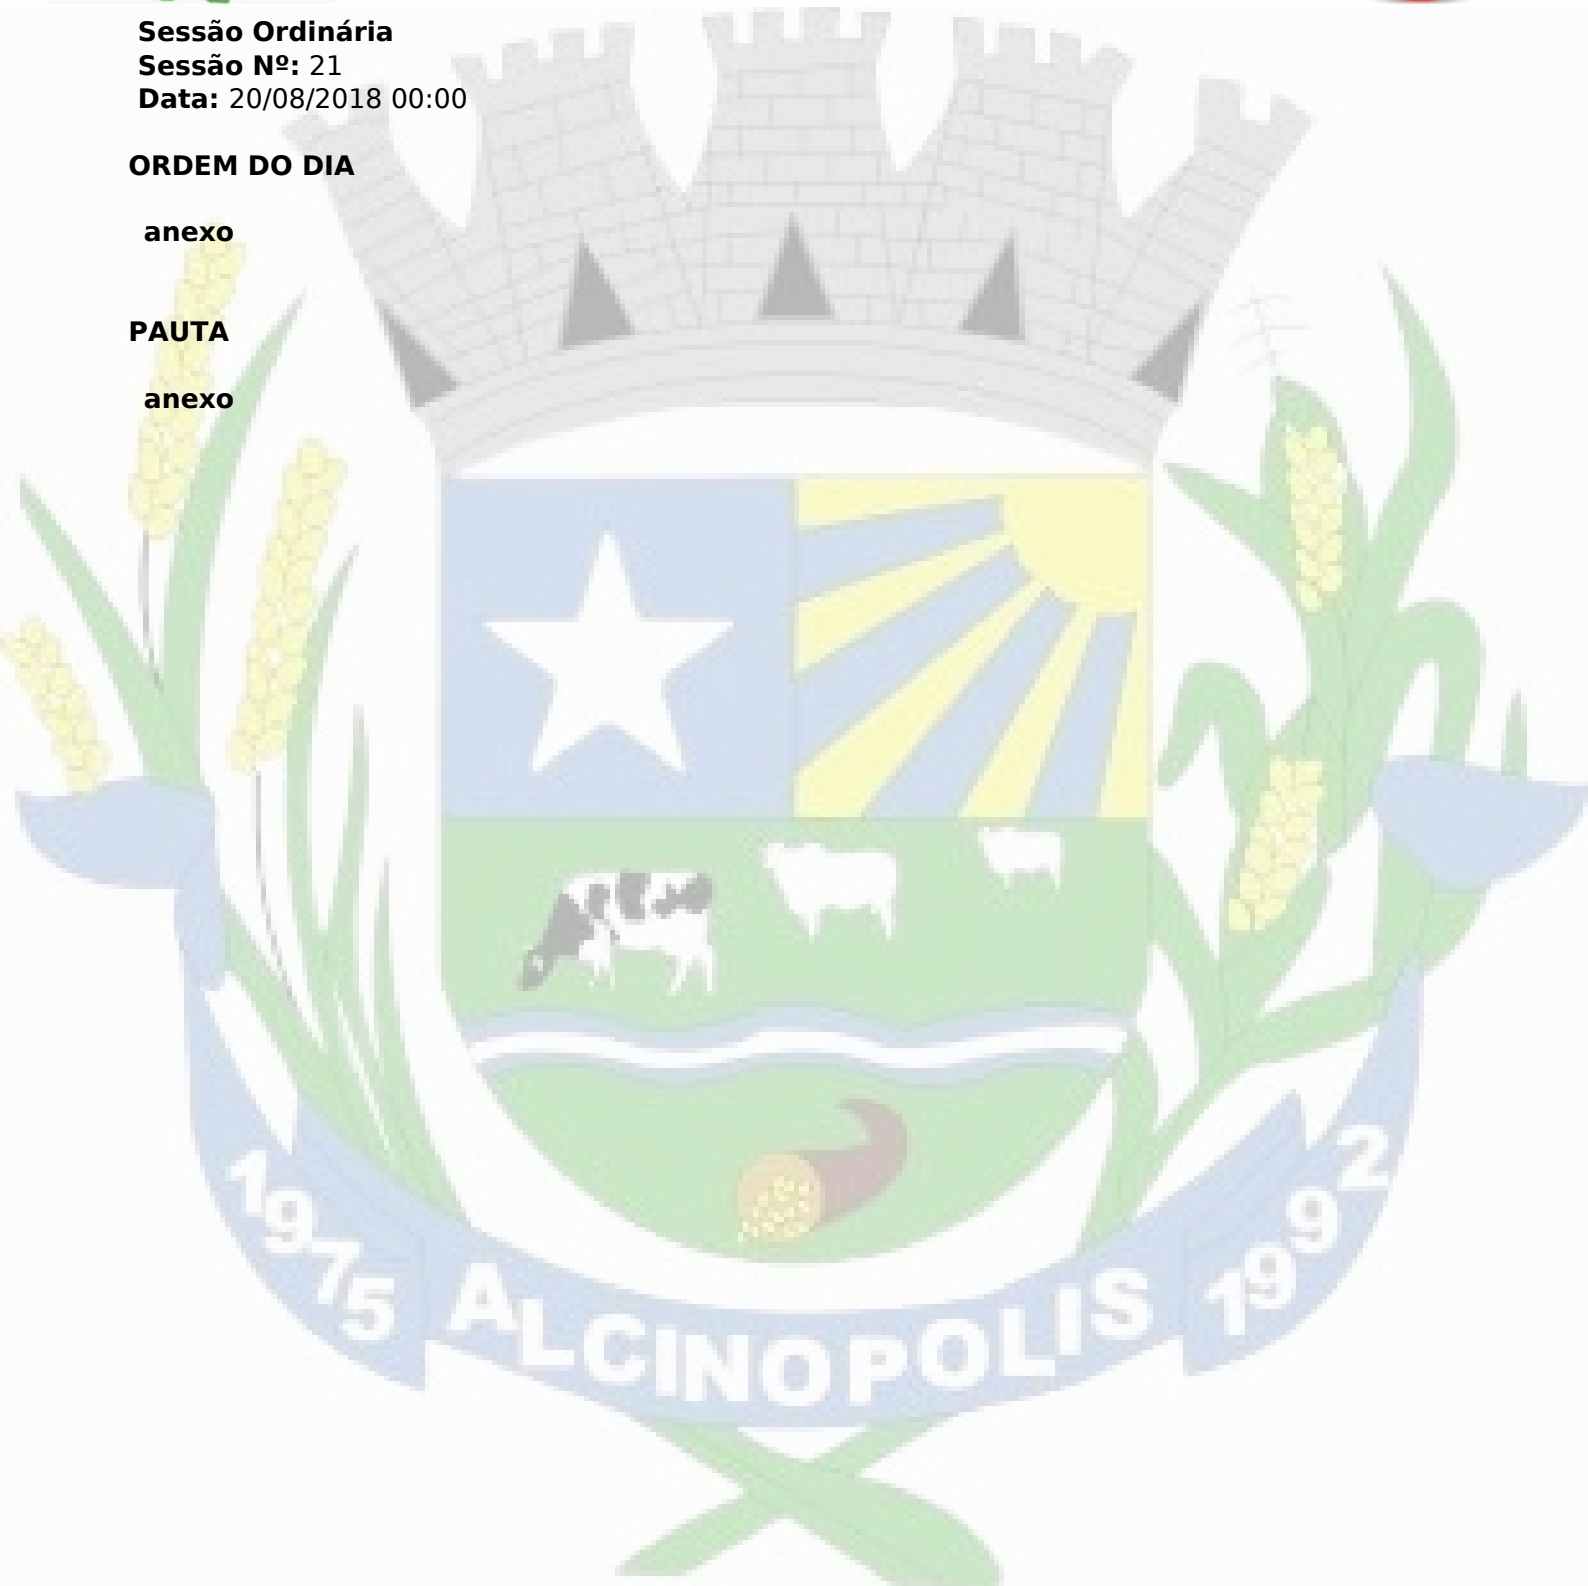 Sessão Ordinária
Sessão Nº: 21
Data: 20/08/2018 00:00
ORDEM DO DIA
anexo
PAUTA
anexo
1975 ALCINOPOLIS 1992